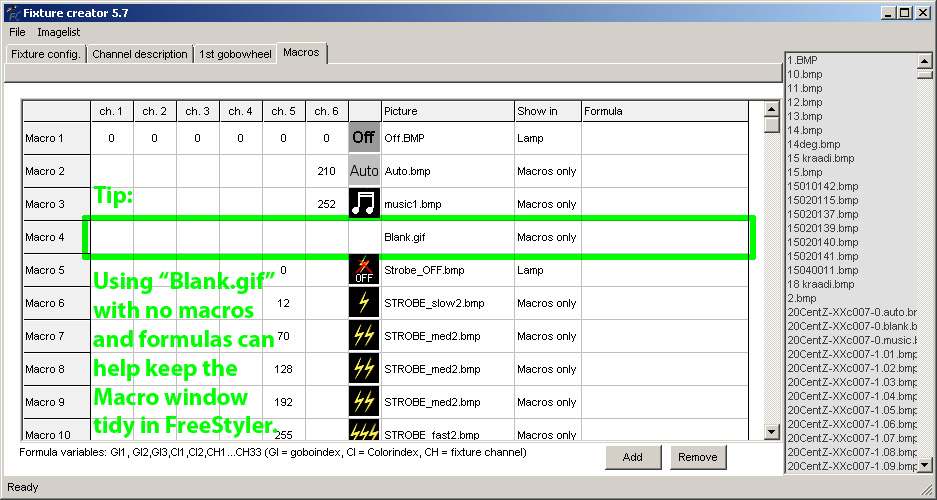 Fixture creator 5.7
File Imagelist
Fixture config. Channel description 1st gobowheel Macros
ch. 1 ch. 2 ch. 3 ch. 4 ch. 5 ch. 6 Picture Show in Formula
Macro 1 0 0 0 0 0 0 Off Off.BMP Lamp
Macro 2 210 Auto Auto.bmp Macros only
Macro 3 252 music1.bmp Macros only
Tip:
Macro 4 Blank.gif Macros only
Macro 5 0 OFF Strobe_OFF.bmp Lamp
Macro 6 12 STROBE_slow2.bmp Macros only
Macro 7 70 STROBE_med2.bmp Macros only
Macro 8 128 STROBE_med2.bmp Macros only
Macro 9 192 STROBE_med2.bmp Macros only
Macro 10 255 STROBE_fast2.bmp Macros only
Using “Blank.gif”
with no macros
and formulas can
help keep the
Macro window
tidy in FreeStyler.
Formula variables: GI1, GI2,GI3,CI1,CI2,CH1...CH33 (GI = goboindex, CI = Colorindex, CH = fixture channel)
Add Remove
1.BMP
10.bmp
11.bmp
12.bmp
13.bmp
14.bmp
14deg.bmp
15 kraadi.bmp
15.bmp
15010142.bmp
15020115.bmp
15020137.bmp
15020139.bmp
15020140.bmp
15020141.bmp
15040011.bmp
18 kraadi.bmp
2.bmp
20CentZ-XXc007-0.auto.br
20CentZ-XXc007-0.blank.b
20CentZ-XXc007-0.music.b
20CentZ-XXc007-1.01.bmp
20CentZ-XXc007-1.02.bmp
20CentZ-XXc007-1.03.bmp
20CentZ-XXc007-1.04.bmp
20CentZ-XXc007-1.05.bmp
20CentZ-XXc007-1.06.bmp
20CentZ-XXc007-1.07.bmp
20CentZ-XXc007-1.08.bmp
20CentZ-XXc007-1.09.bmp
Ready